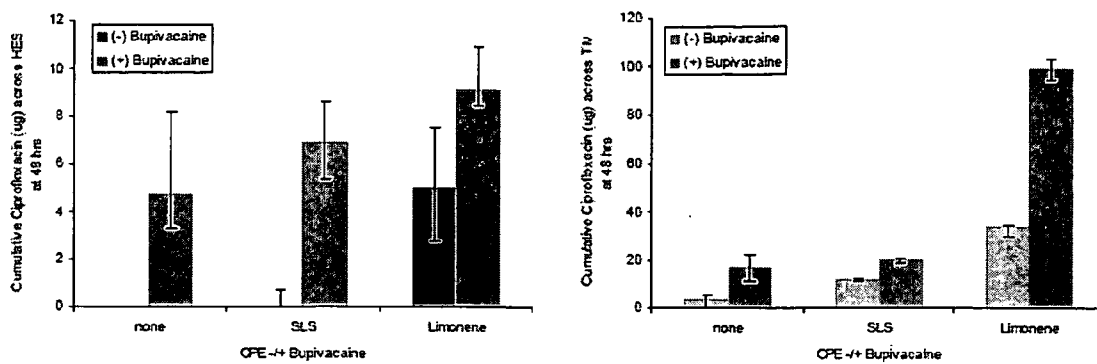 Cumulative Ciprofloxacin (ug) across HES
at 48 hrs
12
10
8
6
4
2
0
(-) Bupivacaine
(+) Bupivacaine
none
SLS
Limonene
CPE -/+ Bupivacaine
Cumulative Ciprofloxacin (ug) across TM
at 48 hrs
120
100
80
60
40
20
0
(-) Bupivacaine
(+) Bupivacaine
none
SLS
Limonene
CPE -/+ Bupivacaine